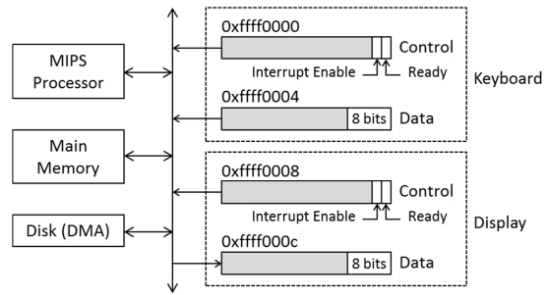 MIPS
Processor
Main
Memory
Disk (DMA)
0xffff0000
Control
Interrupt Enable
Ready
0xffff0004
8 bits
Data
Keyboard
0xffff0008
Control
Interrupt Enable
Ready
0xffff000c
8 bits
Data
Display